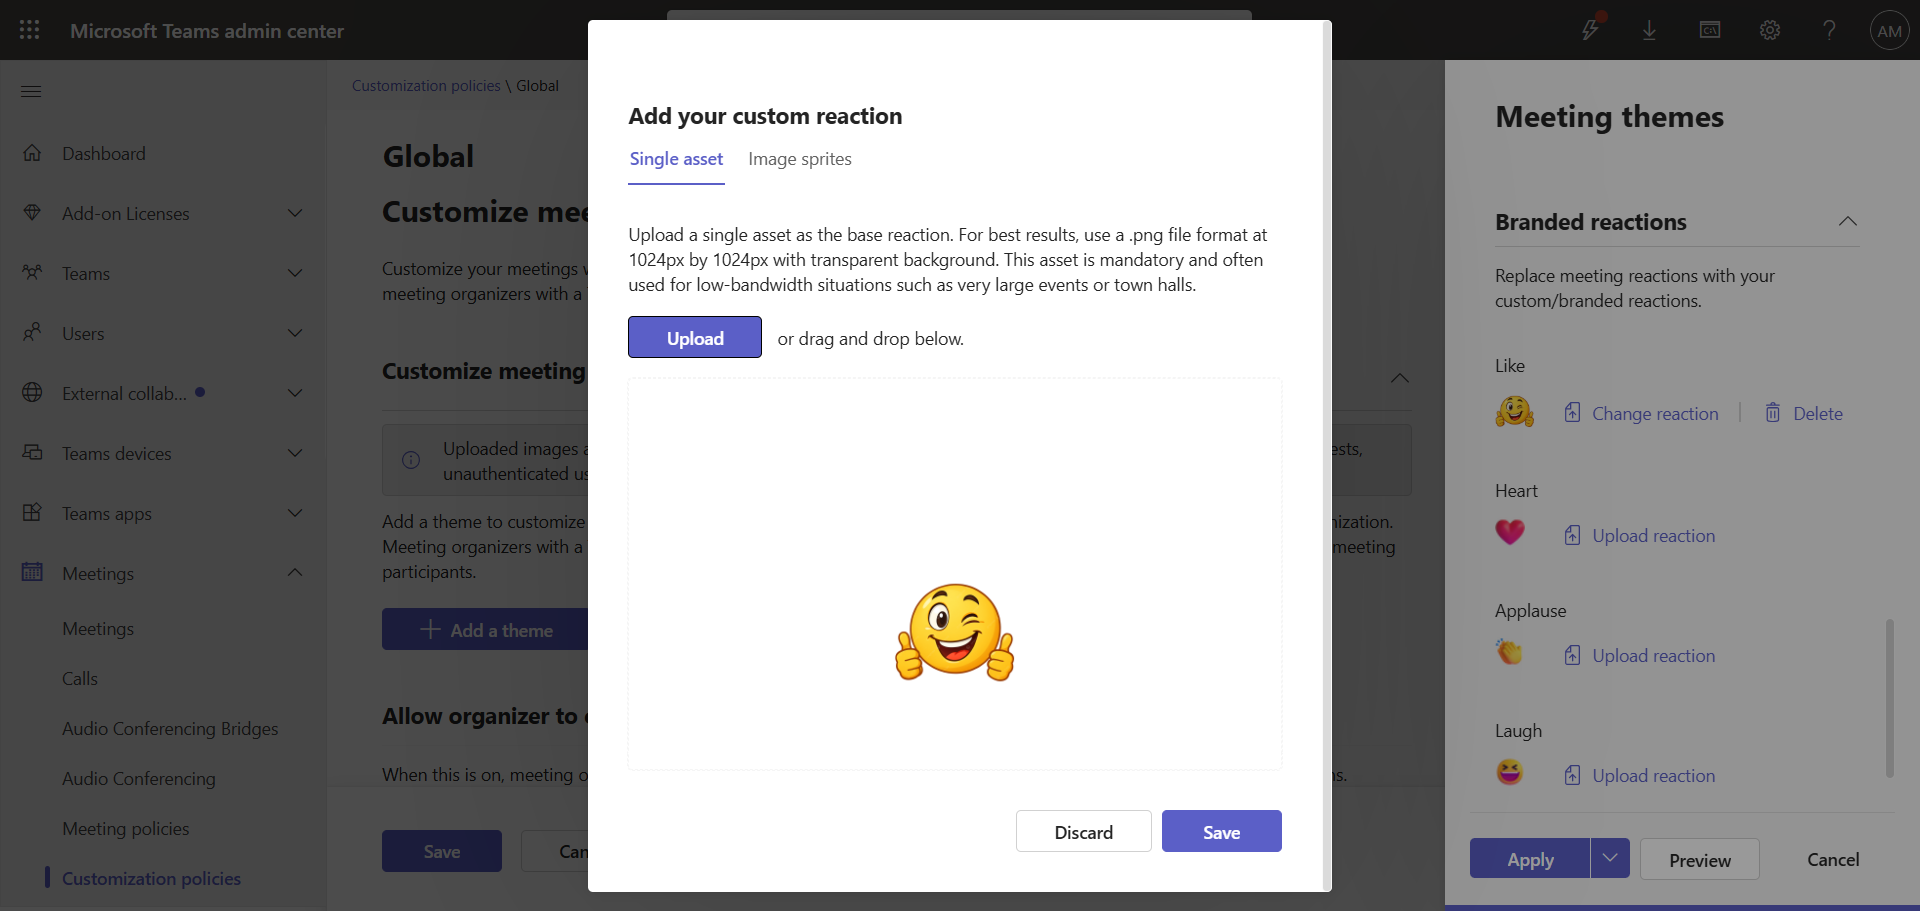 Microsoft Teams admin center
C:\
AM
Dashboard
Add-on Licenses
Teams
Users
External collab...
Teams devices
Teams apps
Meetings
Meetings
Calls
Audio Conferencing Bridges
Audio Conferencing
Meeting policies
Customization policies
Customization policies \ Global
Global
Customize mee
Customize your meetings
meeting organizers with a
Customize meeting
Uploaded images a
ests,
unauthenticated us
Add a theme to customize
nization.
Meeting organizers with a
meeting
participants.
Add a theme
Allow organizer to
When this is on, meeting o
ns.
Save
Can
Add your custom reaction
Single asset
Image sprites
Upload a single asset as the base reaction. For best results, use a .png file format at
1024px by 1024px with transparent background. This asset is mandatory and often
used for low-bandwidth situations such as very large events or town halls.
Upload
or drag and drop below.
Discard
Save
Meeting themes
Branded reactions
Replace meeting reactions with your
custom/branded reactions.
Like
Change reaction
Delete
Heart
Upload reaction
Applause
Upload reaction
Laugh
Upload reaction
Apply
Preview
Cancel